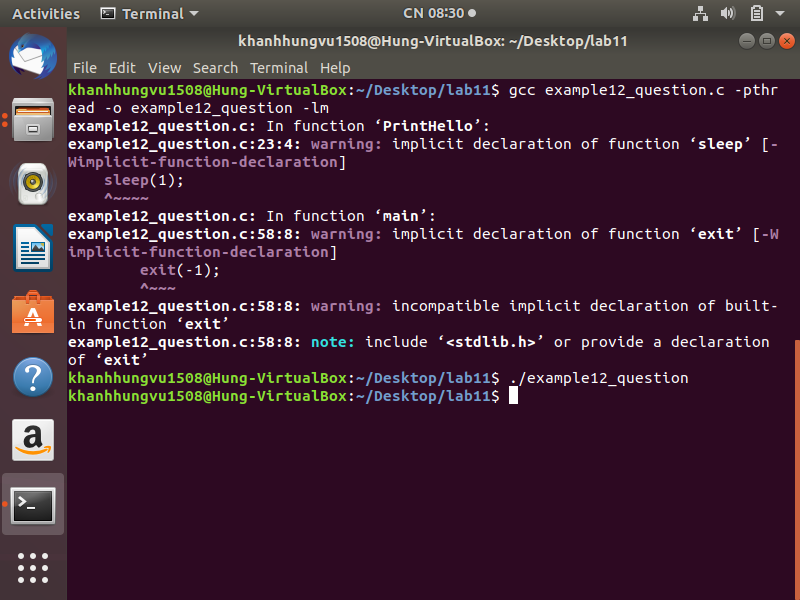 Activities Terminal CN 08:30
khanhhungvu1508@Hung-VirtualBox: ~/Desktop/lab11
File Edit View Search Terminal Help
khanhhungvu1508@Hung-VirtualBox:~/Desktop/lab11$ gcc example12_question.c -pthr
ead -o example12_question -lm
example12_question.c: In function ‘PrintHello’:
example12_question.c:23:4: warning: implicit declaration of function ‘sleep’ [-
Wimplicit-function-declaration]
    sleep(1);
    ^~~~~
example12_question.c: In function ‘main’:
example12_question.c:58:8: warning: implicit declaration of function ‘exit’ [-W
implicit-function-declaration]
        exit(-1);
        ^~~~
example12_question.c:58:8: warning: incompatible implicit declaration of built-
in function ‘exit’
example12_question.c:58:8: note: include ‘<stdlib.h>’ or provide a declaration
of ‘exit’
khanhhungvu1508@Hung-VirtualBox:~/Desktop/lab11$ ./example12_question
khanhhungvu1508@Hung-VirtualBox:~/Desktop/lab11$